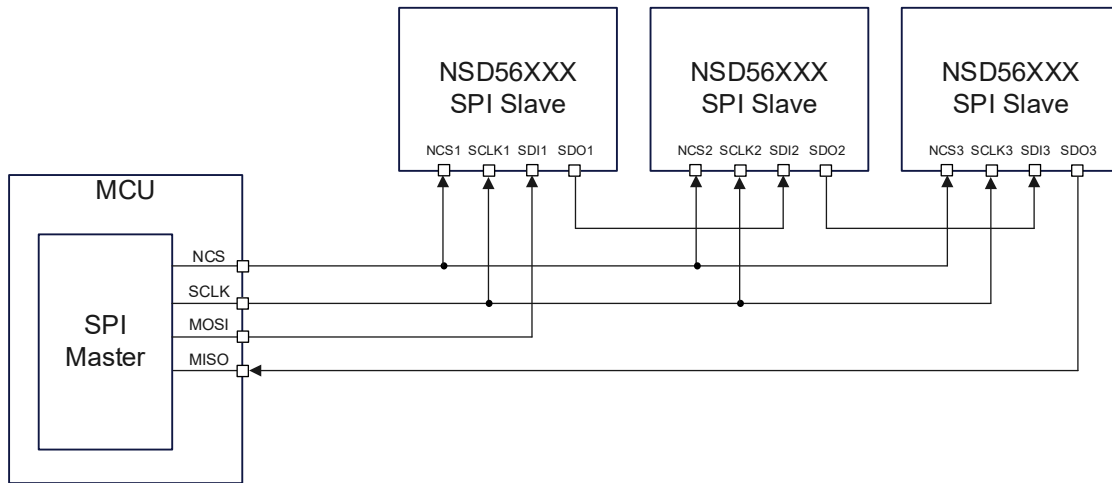 NSD56XXX
SPI Slave
NCS1 SCLK1 SDI1 SDO1
NSD56XXX
SPI Slave
NCS2 SCLK2 SDI2 SDO2
NSD56XXX
SPI Slave
NCS3 SCLK3 SDI3 SDO3
MCU
SPI
Master
NCS
SCLK
MOSI
MISO